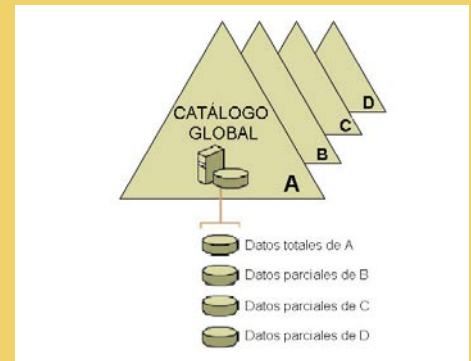 CATÁLOGO
GLOBAL
A
B
C
D
Datos totales de A
Datos parciales de B
Datos parciales de C
Datos parciales de D